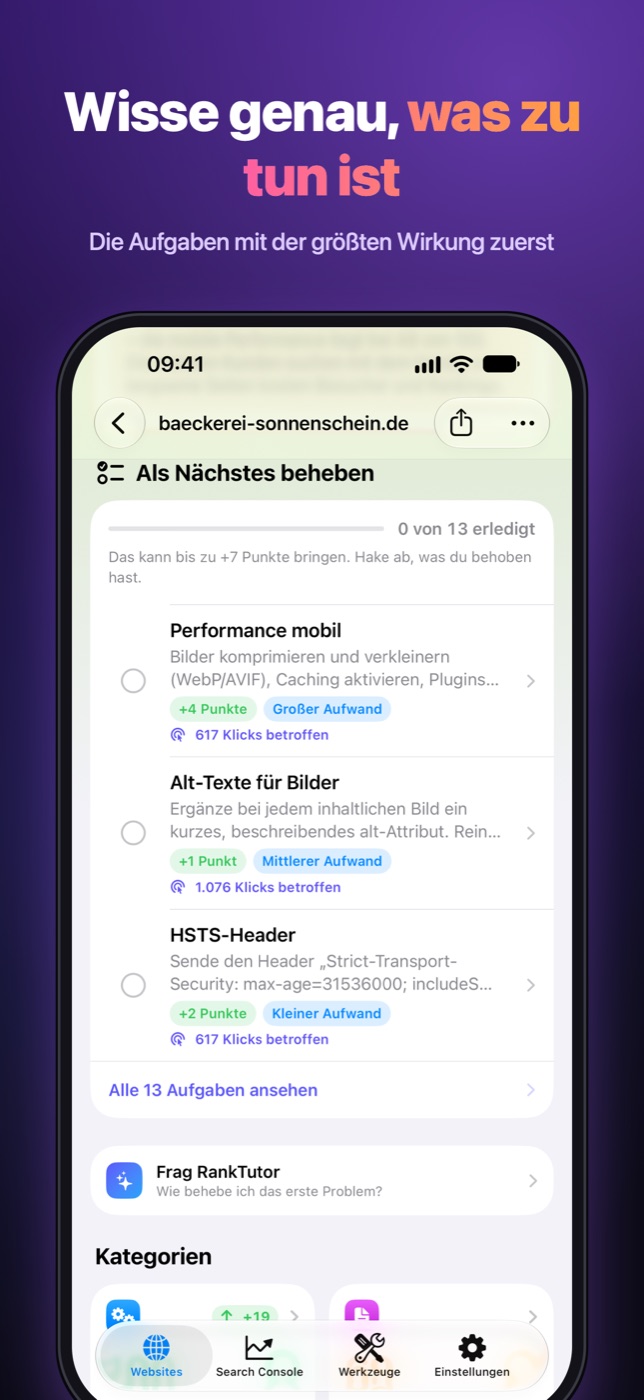 Wisse genau, was zu
tun ist
Die Aufgaben mit der größten Wirkung zuerst
09:41
baeckerei-sonnenschein.de
Als Nächstes beheben
0 von 13 erledigt
Das kann bis zu +7 Punkte bringen. Hake ab, was du behoben
hast.
Performance mobil
Bilder komprimieren und verkleinern
(WebP/AVIF), Caching aktivieren, Plugins...
+4 Punkte Großer Aufwand
617 Klicks betroffen
Alt-Texte für Bilder
Ergänze bei jedem inhaltlichen Bild ein
kurzes, beschreibendes alt-Attribut. Rein...
+1 Punkt Mittlerer Aufwand
1.076 Klicks betroffen
HSTS-Header
Sende den Header „Strict-Transport-
Security: max-age=31536000; includeS...
+2 Punkte Kleiner Aufwand
617 Klicks betroffen
Alle 13 Aufgaben ansehen
Frag RankTutor
Wie behebe ich das erste Problem?
Kategorien
+19
Websites Search Console Werkzeuge Einstellungen